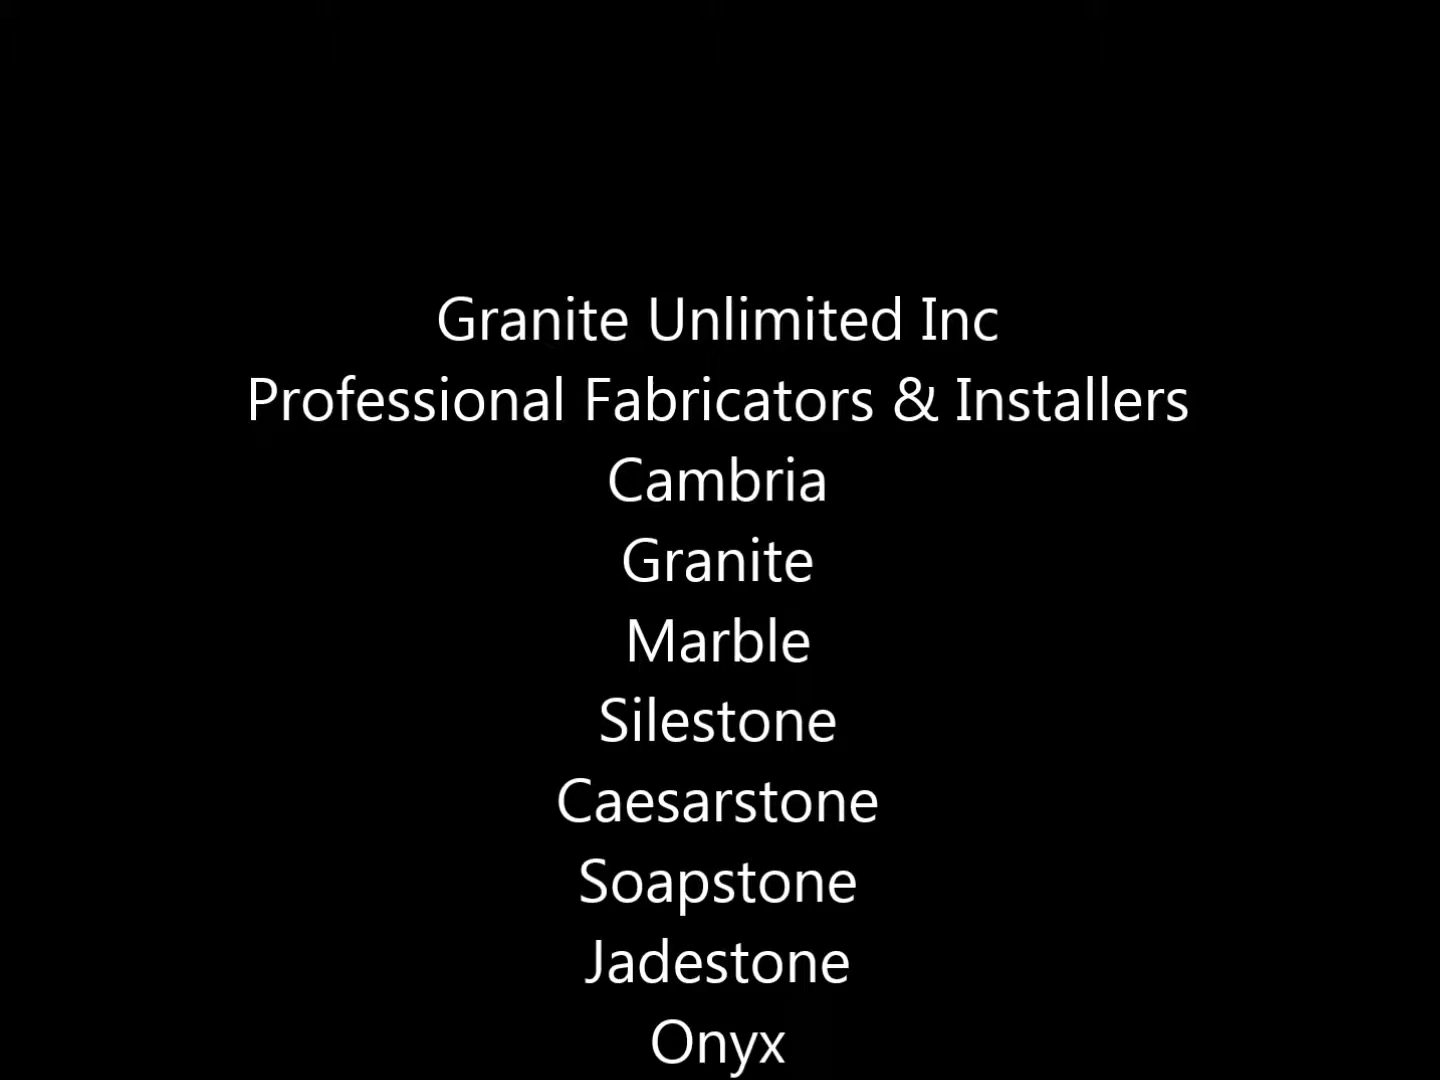 Granite Unlimited Inc
Professional Fabricators & Installers
Cambria
Granite
Marble
Silestone
Caesarstone
Soapstone
Jadestone
Onyx